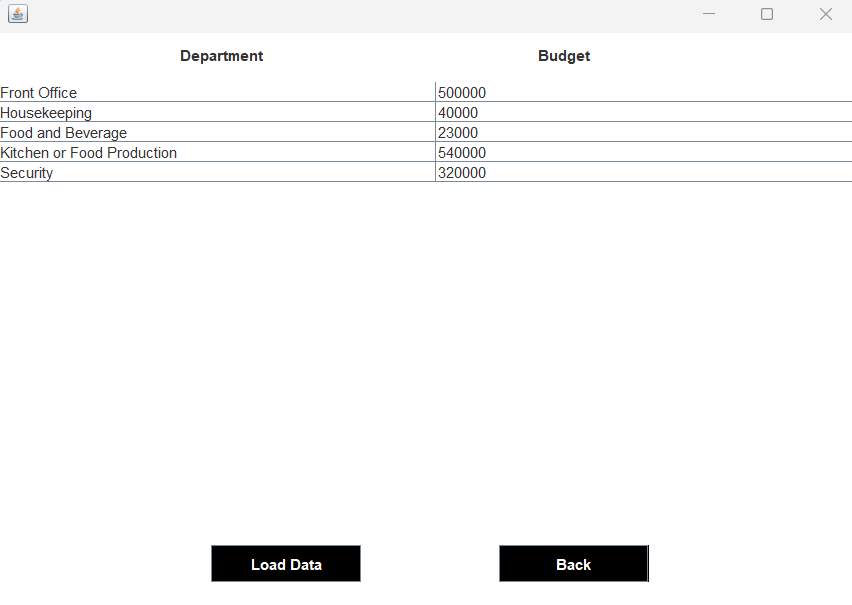 Department Budget
Front Office 500000
Housekeeping 40000
Food and Beverage 23000
Kitchen or Food Production 540000
Security 320000
Load Data Back